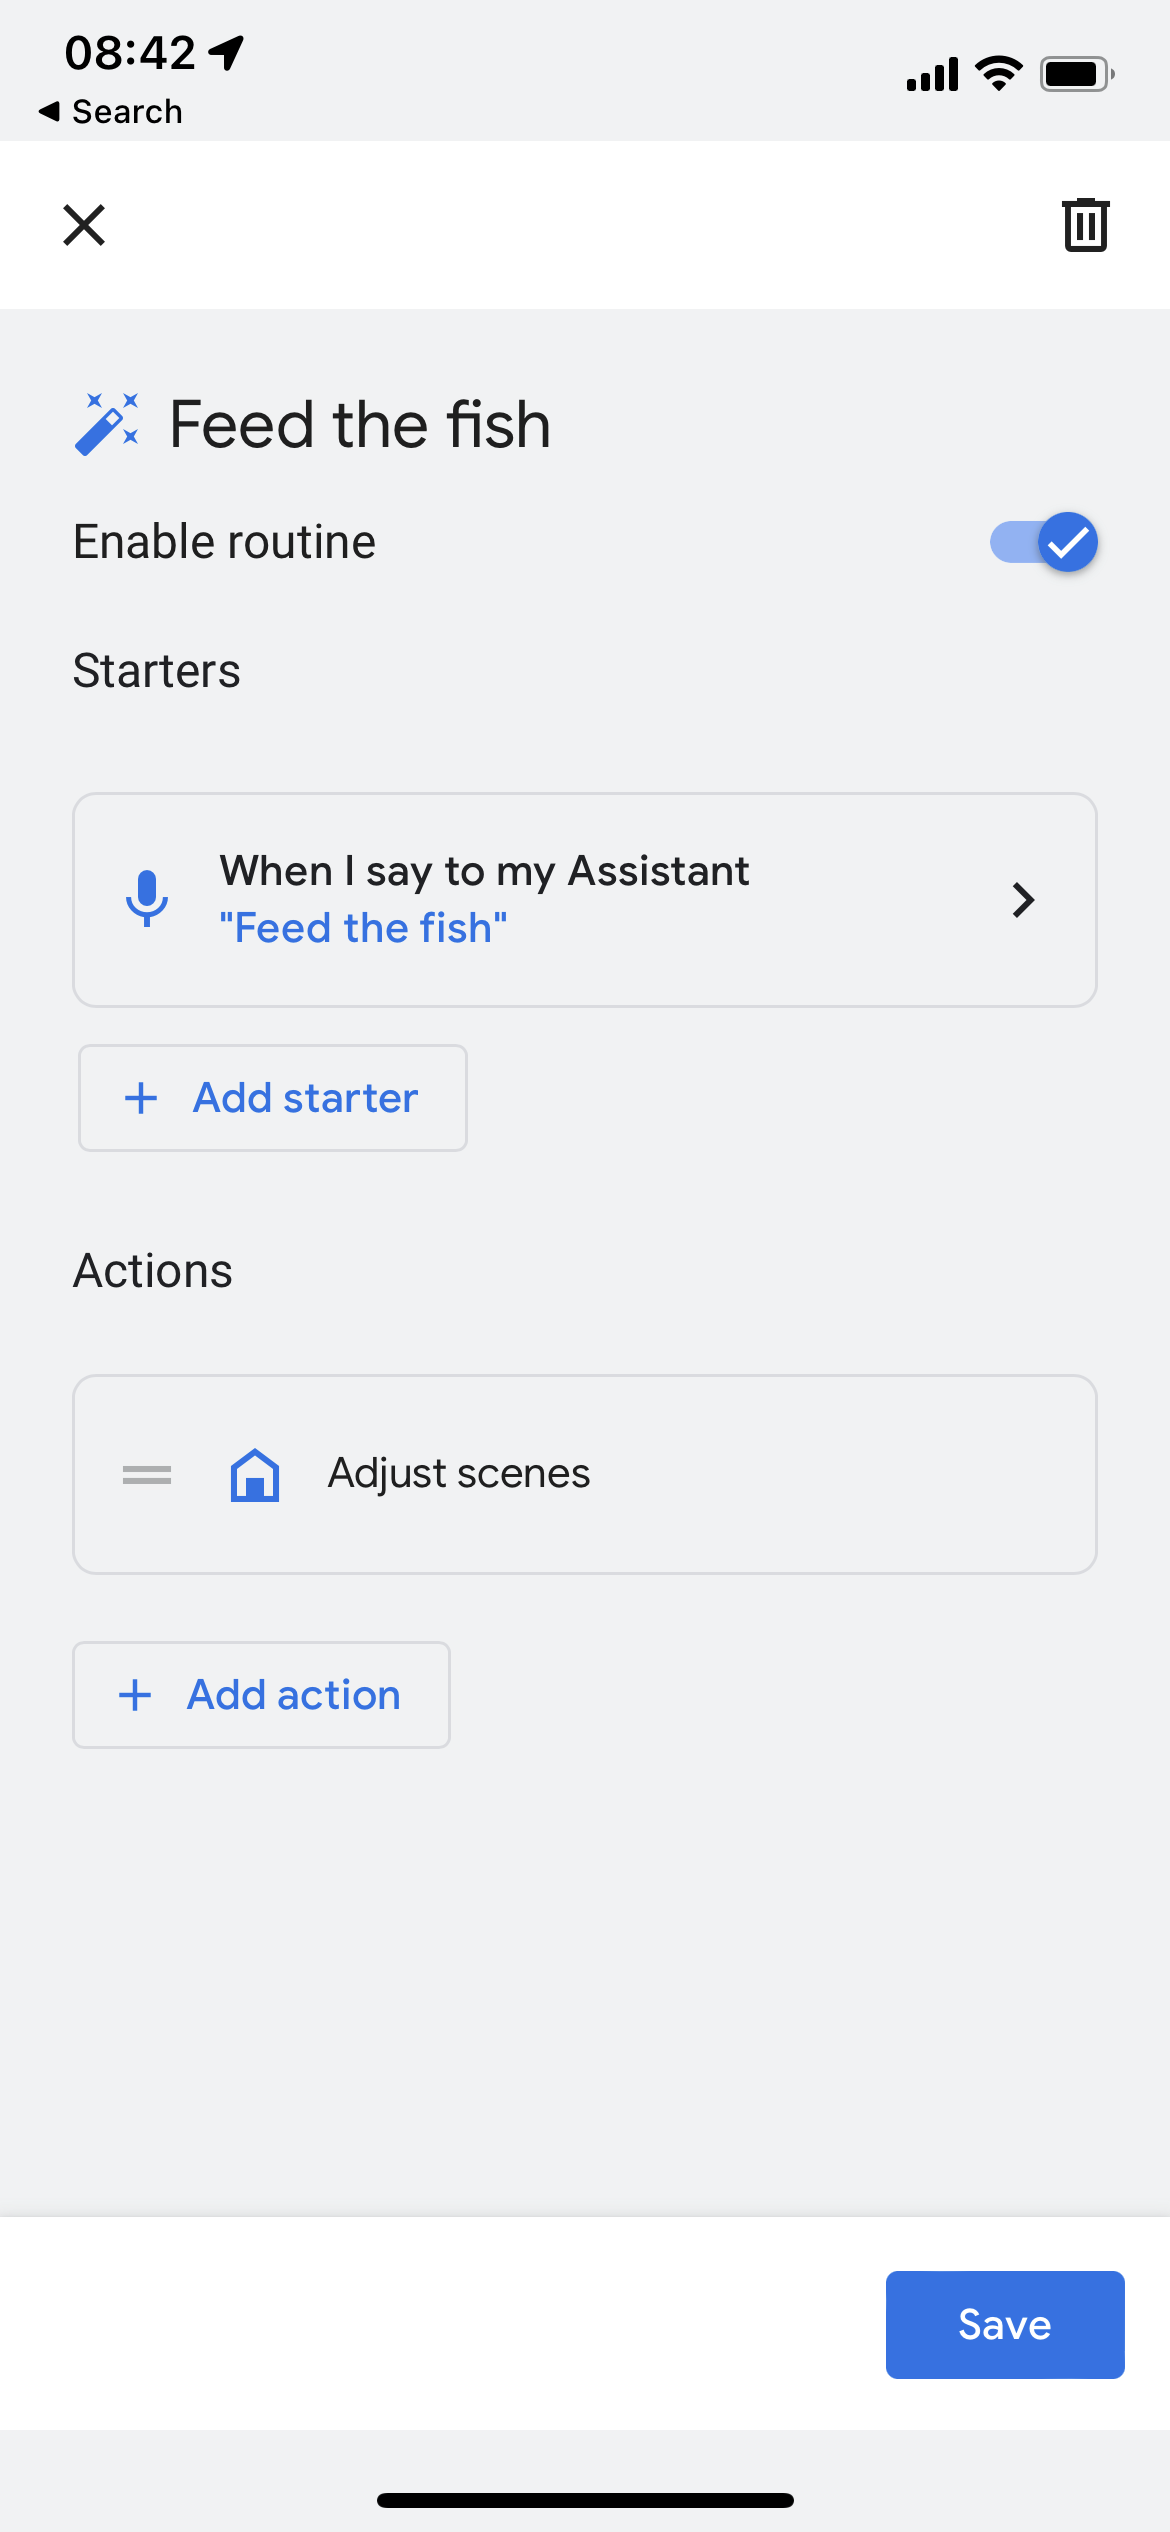 08:42
Search
Feed the fish
Enable routine
Starters
When I say to my Assistant
"Feed the fish"
+ Add starter
Actions
Adjust scenes
+ Add action
Save